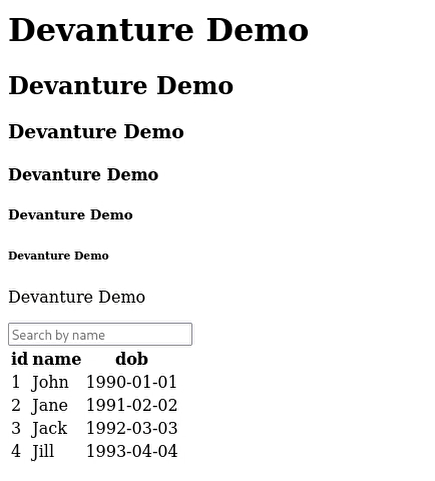 Devanture Demo
Devanture Demo
Devanture Demo
Devanture Demo
Devanture Demo
Devanture Demo
Devanture Demo
Search by name
id name dob
1 John 1990-01-01
2 Jane 1991-02-02
3 Jack 1992-03-03
4 Jill 1993-04-04